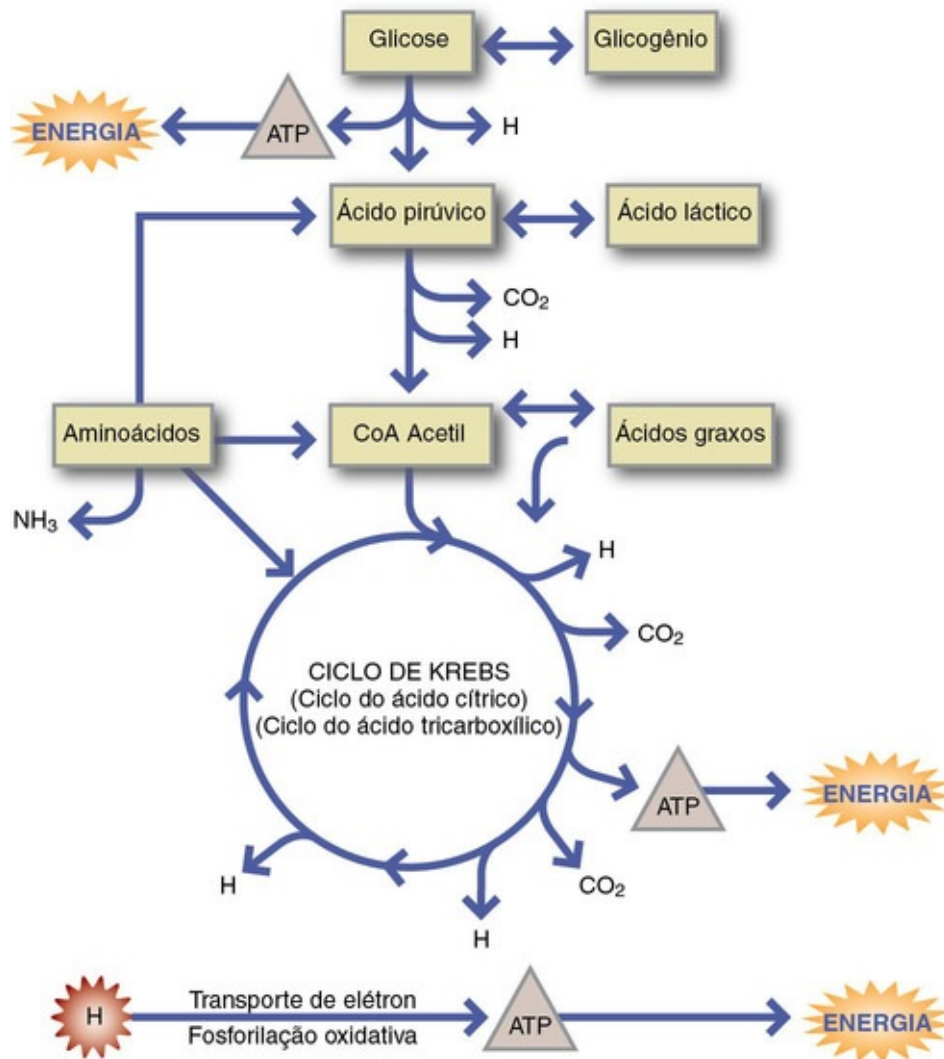 Glicose
Glicogênio
ENERGIA
ATP
H
Ácido pirúvico
Ácido láctico
CO₂
H
Aminoácidos
CoA Acetil
Ácidos graxos
NH₃
H
CO₂
CICLO DE KREBS
(Ciclo do ácido cítrico)
(Ciclo do ácido tricarboxílico)
ATP
ENERGIA
H
CO₂
H
H
Transporte de elétron
Fosforilação oxidativa
ATP
ENERGIA